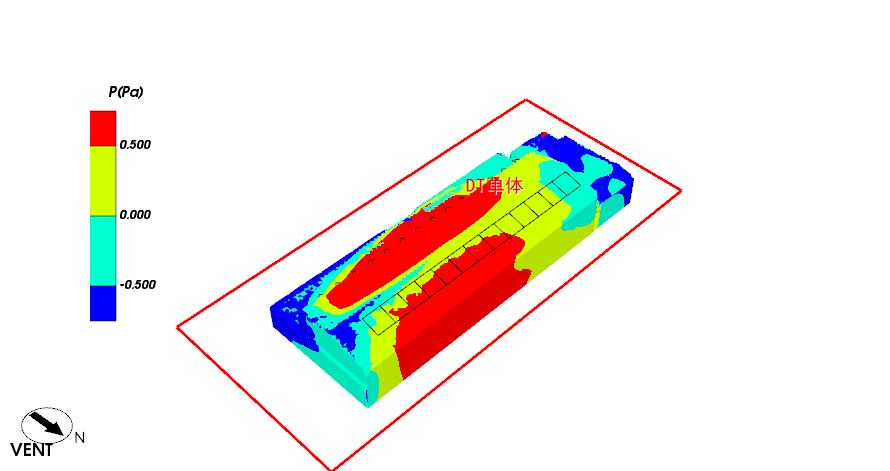 P(Pa)
0.500
0.000
-0.500
DT单体
N
VENT